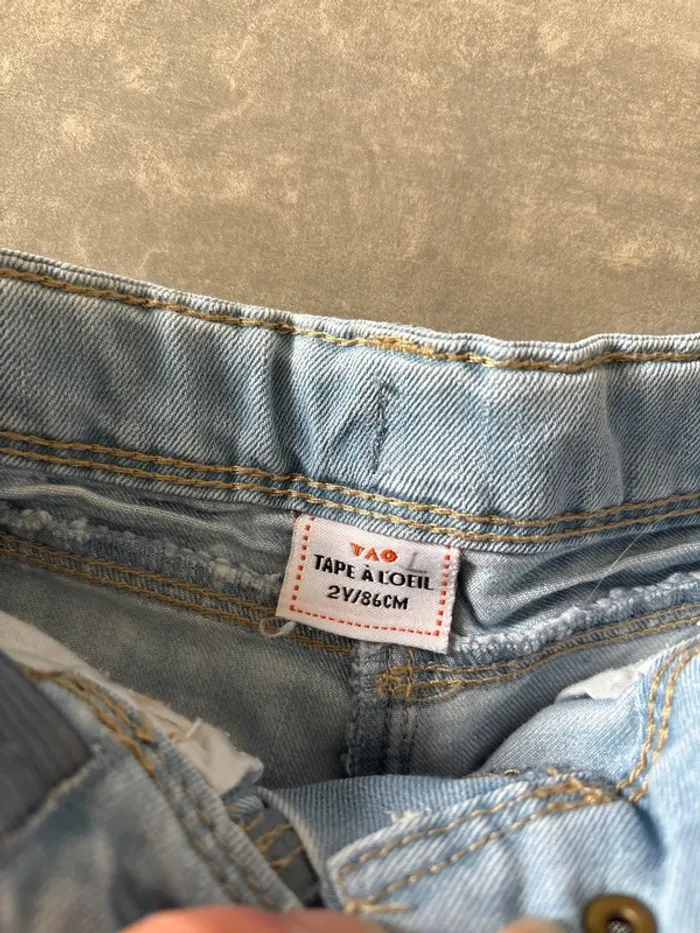 TAO L
TAPE À L'OEIL
2Y/86CM